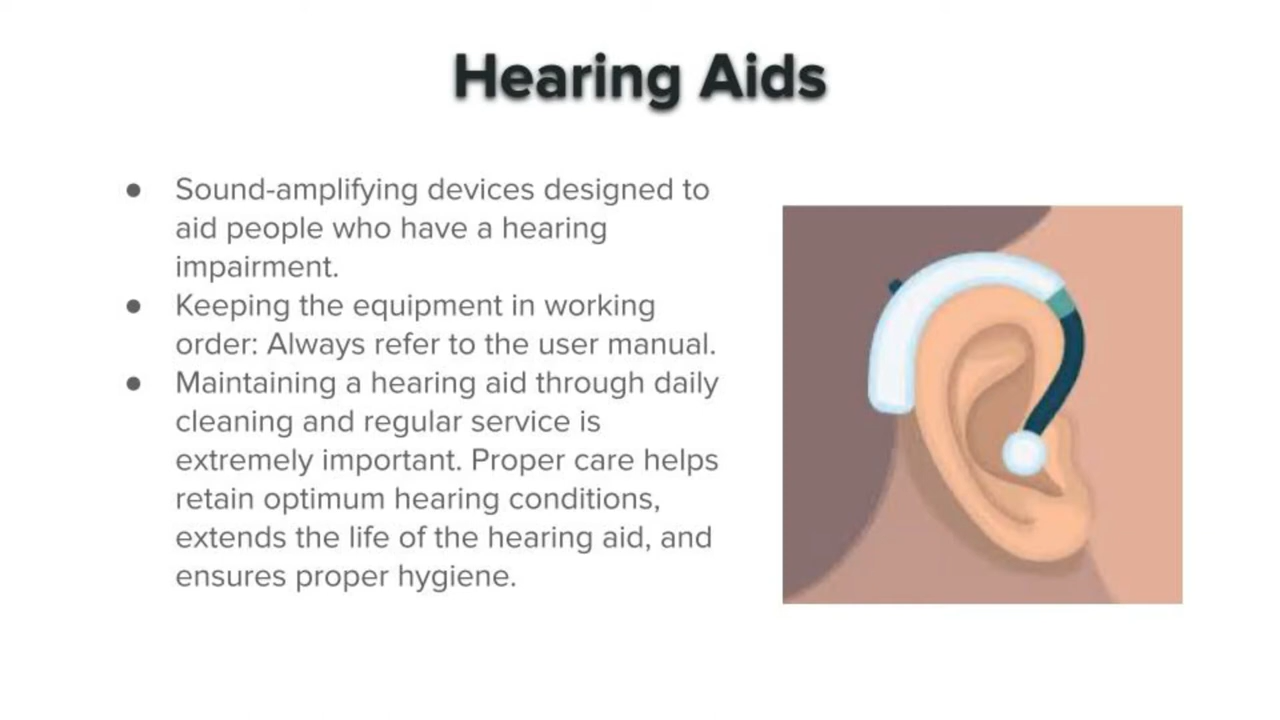 Hearing Aids
● Sound-amplifying devices designed to
aid people who have a hearing
impairment.
● Keeping the equipment in working
order: Always refer to the user manual.
● Maintaining a hearing aid through daily
cleaning and regular service is
extremely important. Proper care helps
retain optimum hearing conditions,
extends the life of the hearing aid, and
ensures proper hygiene.